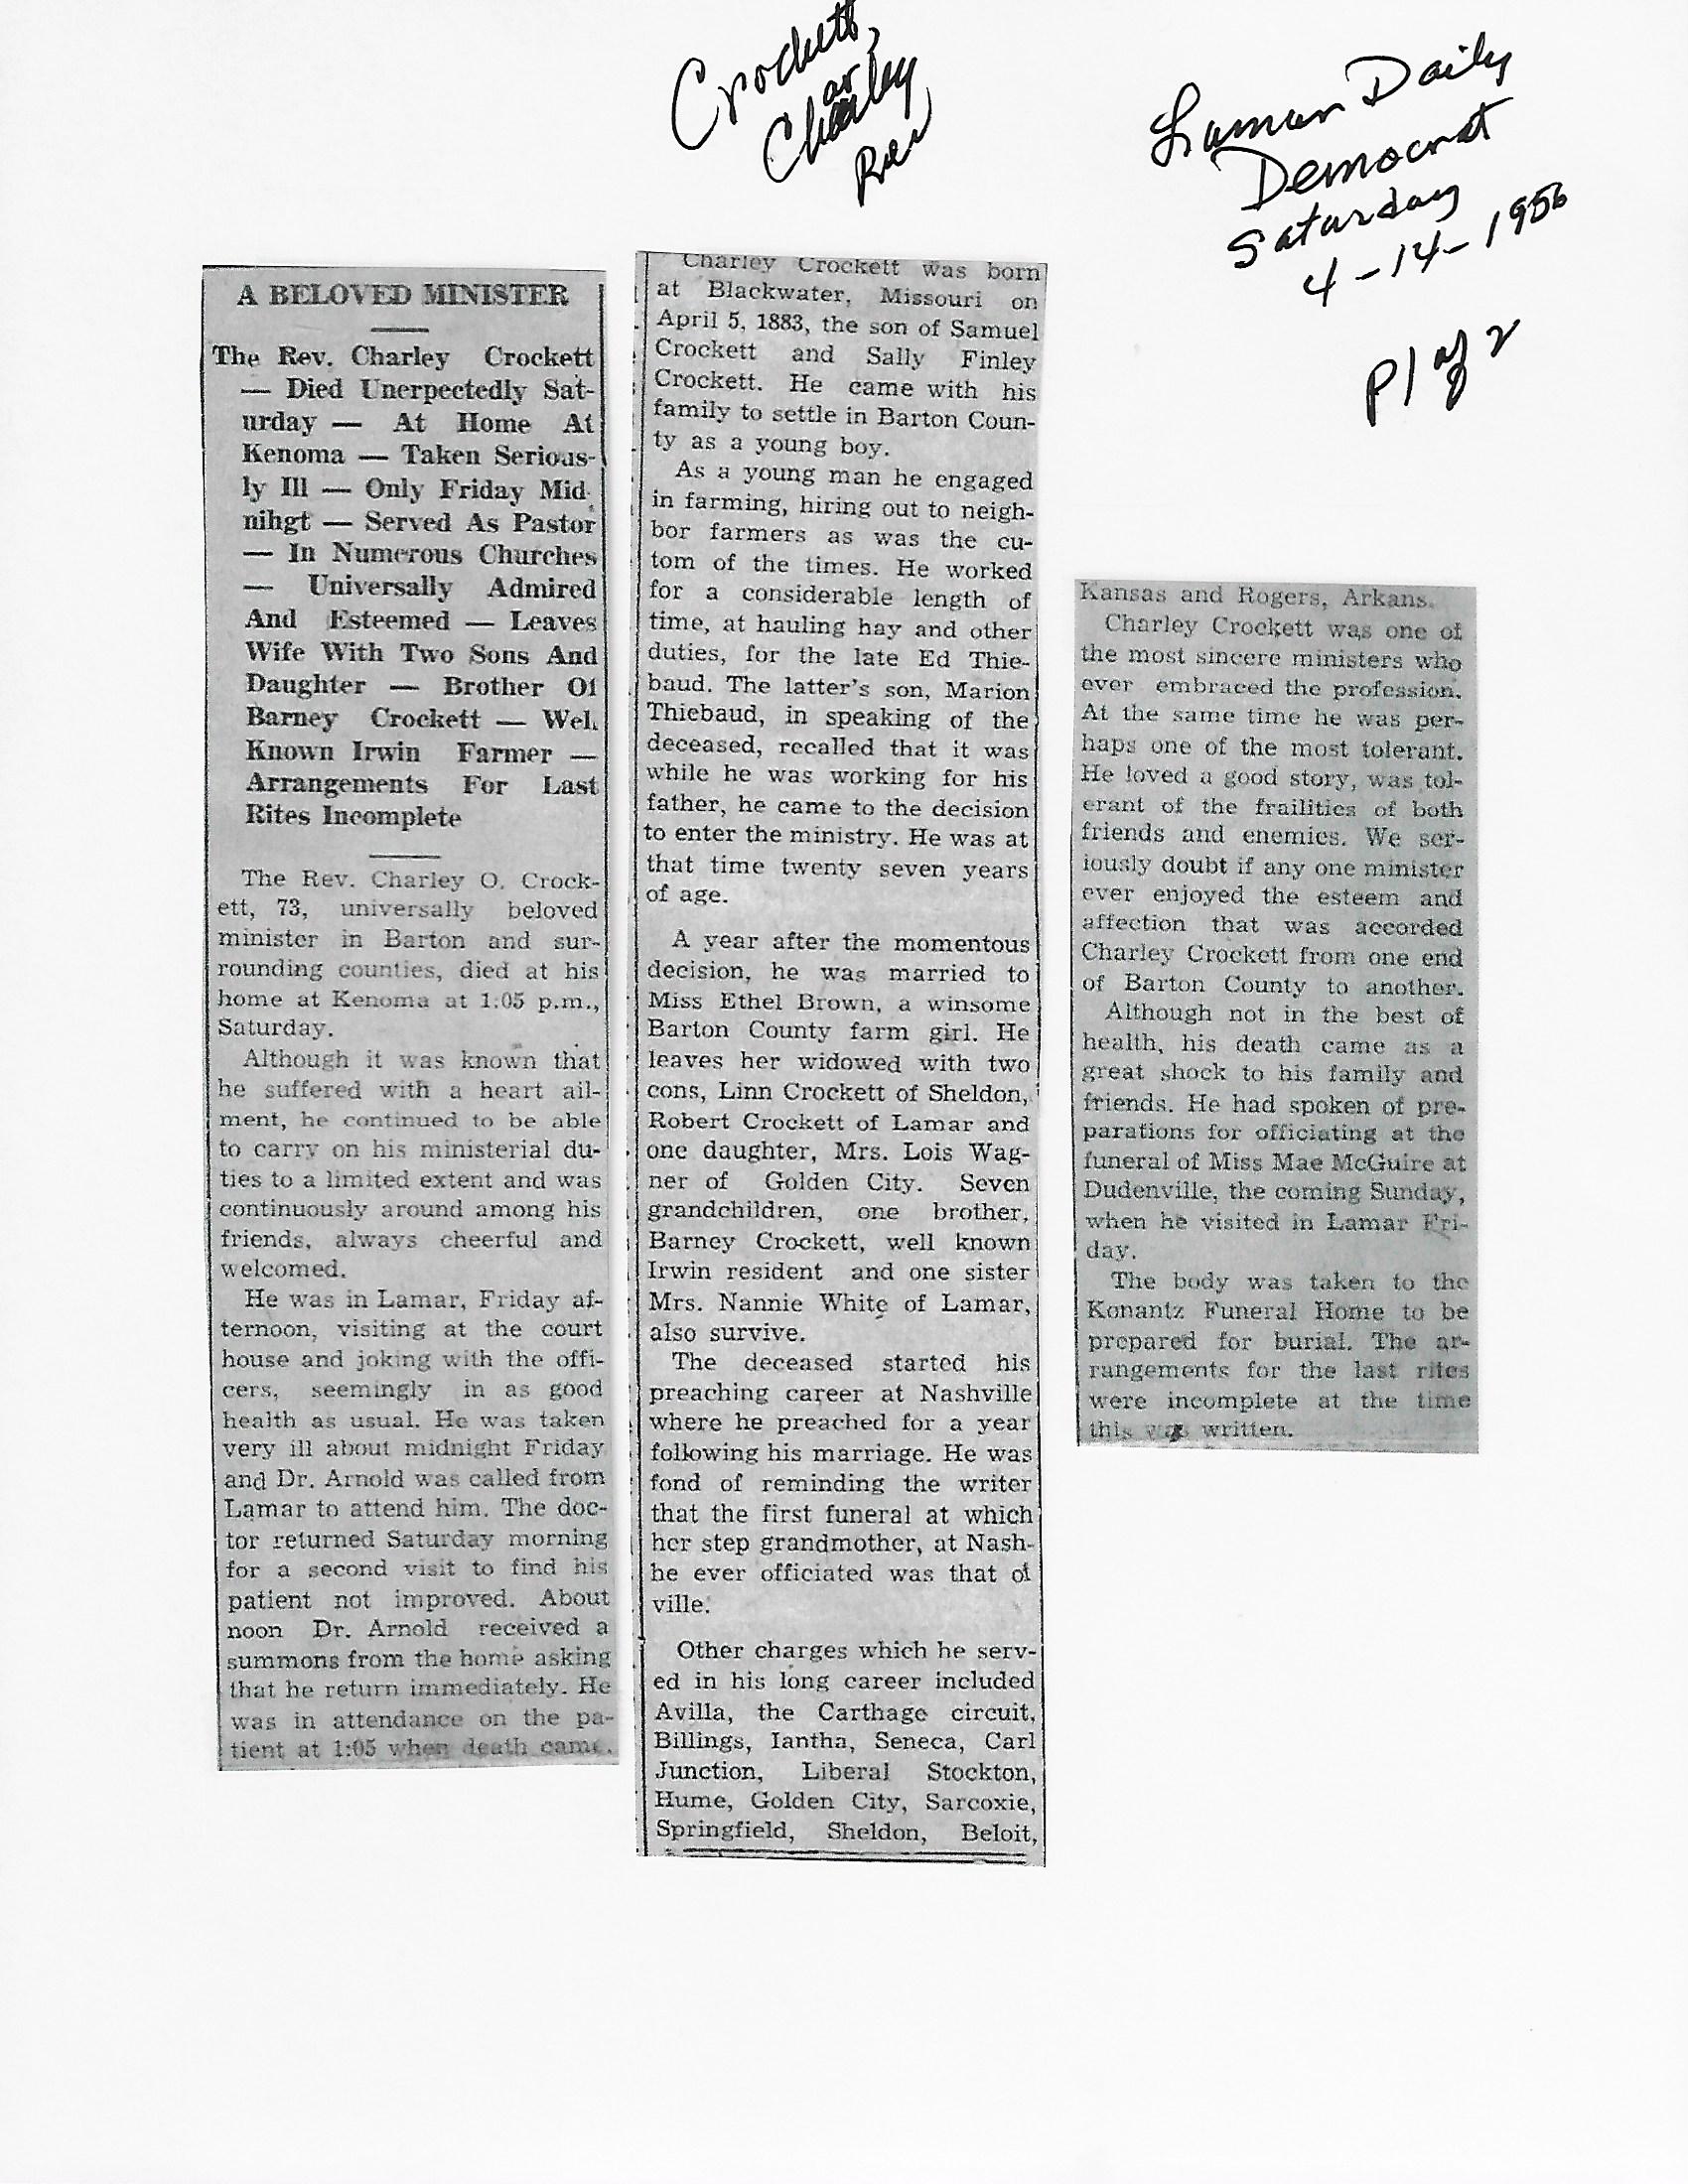 Crockett,
Charley
Rev
Lamar Daily
Democrat
Saturday
4-14-1956
P1 of 2
A BELOVED MINISTER
The Rev. Charley Crockett
— Died Unerpectedly Sat-
urday — At Home At
Kenoma — Taken Serious-
ly Ill — Only Friday Mid
nihgt — Served As Pastor
— In Numerous Churches
— Universally Admired
And Esteemed — Leaves
Wife With Two Sons And
Daughter — Brother Of
Barney Crockett — Wel.
Known Irwin Farmer —
Arrangements For Last
Rites Incomplete
The Rev. Charley O. Crock-
ett, 73, universally beloved
minister in Barton and sur-
rounding counties, died at his
home at Kenoma at 1:05 p.m.,
Saturday.
Although it was known that
he suffered with a heart ail-
ment, he continued to be able
to carry on his ministerial du-
ties to a limited extent and was
continuously around among his
friends, always cheerful and
welcomed.
He was in Lamar, Friday af-
ternoon, visiting at the court
house and joking with the offi-
cers, seemingly in as good
health as usual. He was taken
very ill about midnight Friday
and Dr. Arnold was called from
Lamar to attend him. The doc-
tor returned Saturday morning
for a second visit to find his
patient not improved. About
noon Dr. Arnold received a
summons from the home asking
that he return immediately. He
was in attendance on the pa-
tient at 1:05 when death came.
Charley Crockett was born
at Blackwater, Missouri on
April 5, 1883, the son of Samuel
Crockett and Sally Finley
Crockett. He came with his
family to settle in Barton Coun-
ty as a young boy.
As a young man he engaged
in farming, hiring out to neigh-
bor farmers as was the cu-
tom of the times. He worked
for a considerable length of
time, at hauling hay and other
duties, for the late Ed Thie-
baud. The latter's son, Marion
Thiebaud, in speaking of the
deceased, recalled that it was
while he was working for his
father, he came to the decision
to enter the ministry. He was at
that time twenty seven years
of age.
A year after the momentous
decision, he was married to
Miss Ethel Brown, a winsome
Barton County farm girl. He
leaves her widowed with two
cons, Linn Crockett of Sheldon,
Robert Crockett of Lamar and
one daughter, Mrs. Lois Wag-
ner of Golden City. Seven
grandchildren, one brother,
Barney Crockett, well known
Irwin resident and one sister
Mrs. Nannie White of Lamar,
also survive.
The deceased started his
preaching career at Nashville
where he preached for a year
following his marriage. He was
fond of reminding the writer
that the first funeral at which
her step grandmother, at Nash-
he ever officiated was that of
ville.
Other charges which he serv-
ed in his long career included
Avilla, the Carthage circuit,
Billings, Iantha, Seneca, Carl
Junction, Liberal Stockton,
Hume, Golden City, Sarcoxie,
Springfield, Sheldon, Beloit,
Kansas and Rogers, Arkans.
Charley Crockett was one of
the most sincere ministers who
ever embraced the profession.
At the same time he was per-
haps one of the most tolerant.
He loved a good story, was tol-
erant of the frailities of both
friends and enemies. We ser-
iously doubt if any one minister
ever enjoyed the esteem and
affection that was accorded
Charley Crockett from one end
of Barton County to another.
Although not in the best of
health, his death came as a
great shock to his family and
friends. He had spoken of pre-
parations for officiating at the
funeral of Miss Mae McGuire at
Dudenville, the coming Sunday,
when he visited in Lamar Fri-
day.
The body was taken to the
Konantz Funeral Home to be
prepared for burial. The ar-
rangements for the last rites
were incomplete at the time
this was written.